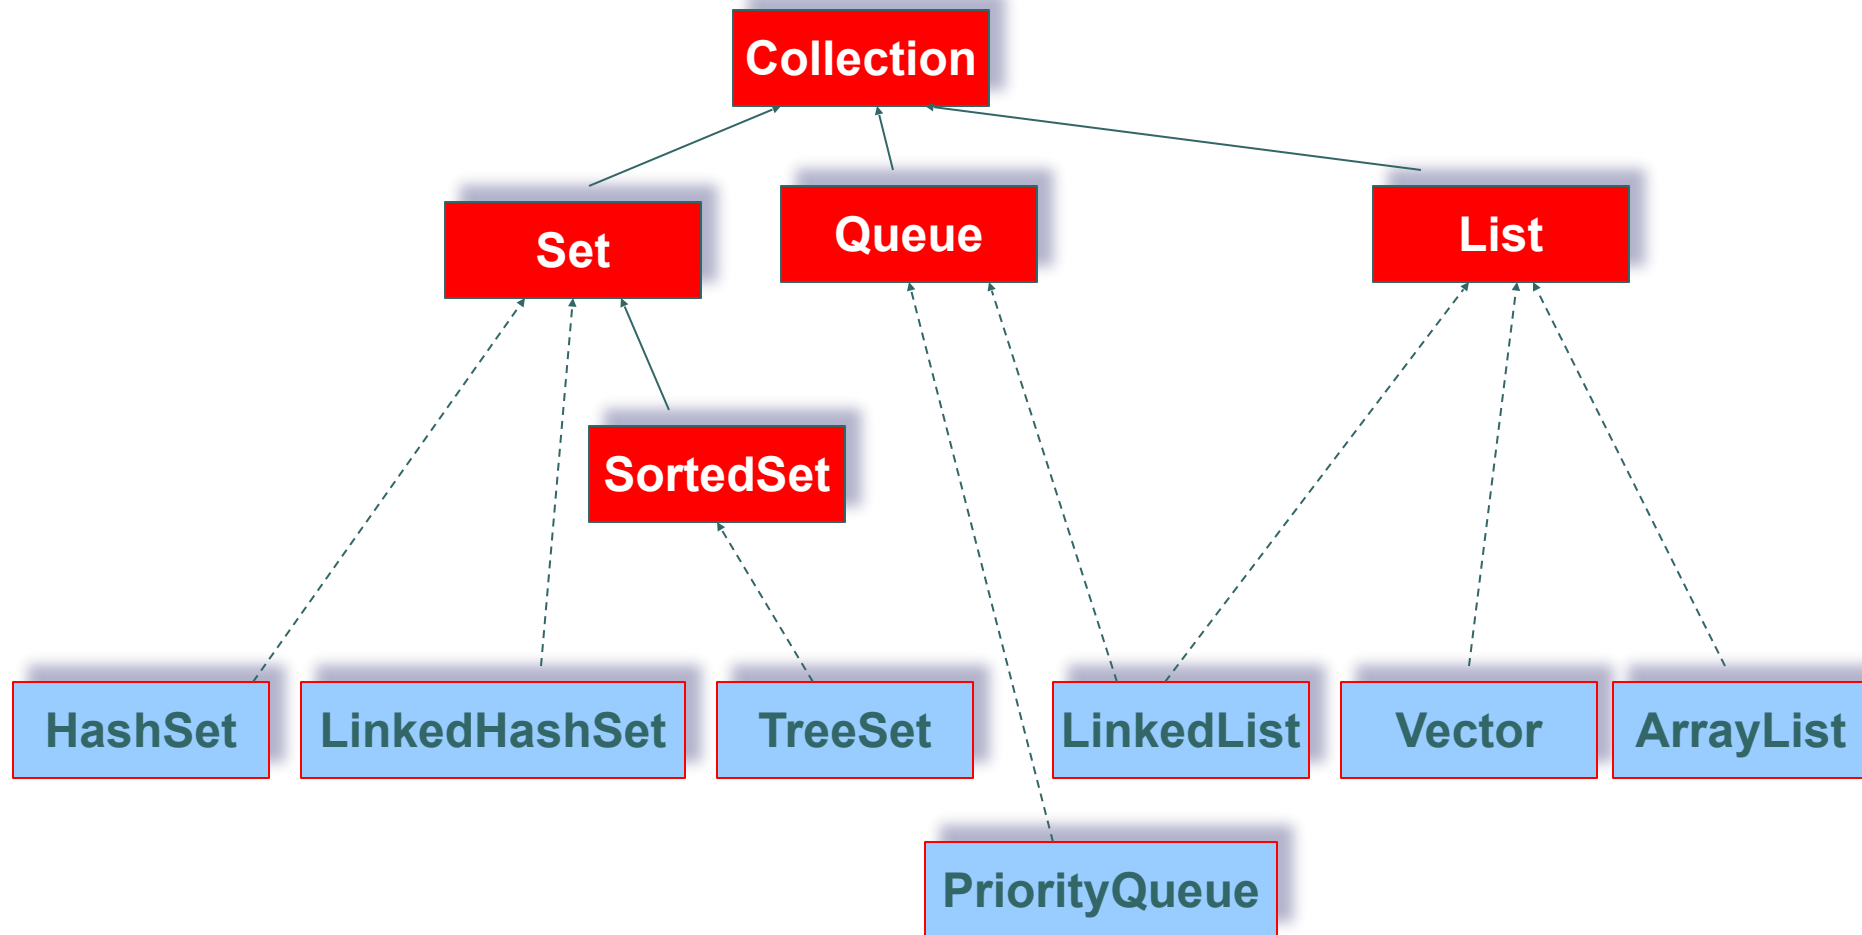 Collection
Set
Queue
List
SortedSet
HashSet
LinkedHashSet
TreeSet
LinkedList
Vector
ArrayList
PriorityQueue